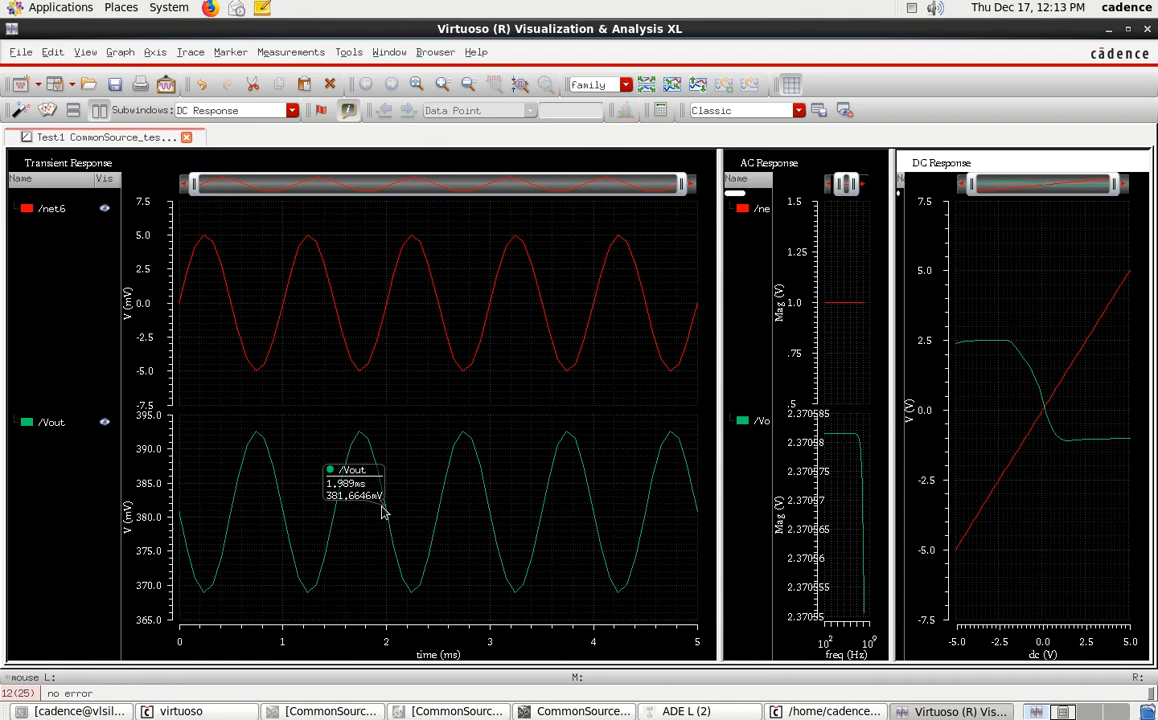 Applications Places System Thu Dec 17, 12:13 PM cadence
Virtuoso (R) Visualization & Analysis XL
File Edit View Graph Axis Trace Marker Measurements Tools Window Browser Help cādence
family
Subwindows: DC Response Data Point Classic
Test1 CommonSource_tes...
Transient Response
Name Vis
/net6
7.5
5.0
2.5
0.0
-2.5
-5.0
-7.5
V (mV)
/Vout
395.0
390.0
385.0
380.0
375.0
370.0
365.0
V (mV)
/Vout
1.989ms
381.6646mV
0 1 2 3 4 5
time (ms)
AC Response
Name
/ne
1.5
1.25
1.0
.75
.5
Mag (V)
/Vo
2.370585
2.37058
2.370575
2.37057
2.370565
2.37056
2.370555
2.37055
Mag (V)
freq (Hz)
DC Response
7.5
5.0
2.5
0.0
-2.5
-5.0
-7.5
V (V)
-5.0 -2.5 0.0 2.5 5.0
dc (V)
mouse L: M: R:
12(25) no error
[cadence@vlsil... virtuoso [CommonSourc... [CommonSourc... CommonSource... ADE L (2) /home/cadence... Virtuoso (R) Vis...